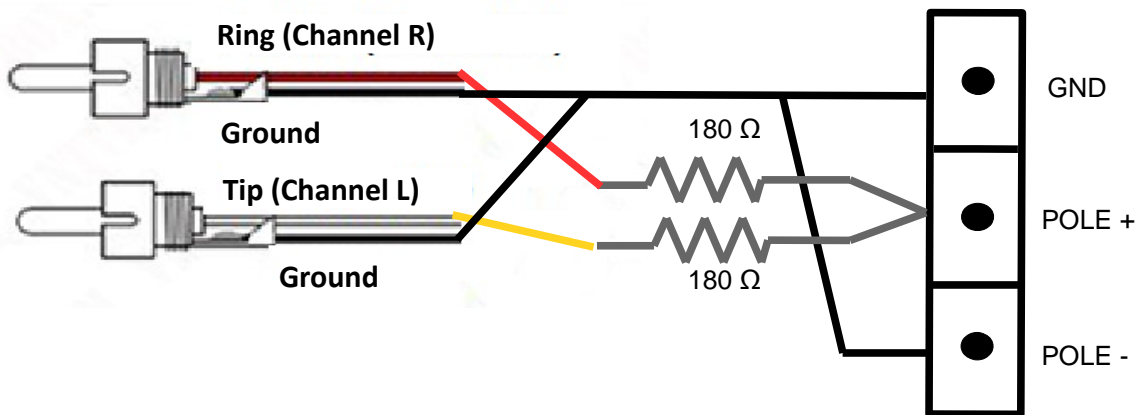 Ring (Channel R)
GND
Ground
180 Ω
Tip (Channel L)
POLE +
Ground
180 Ω
POLE -